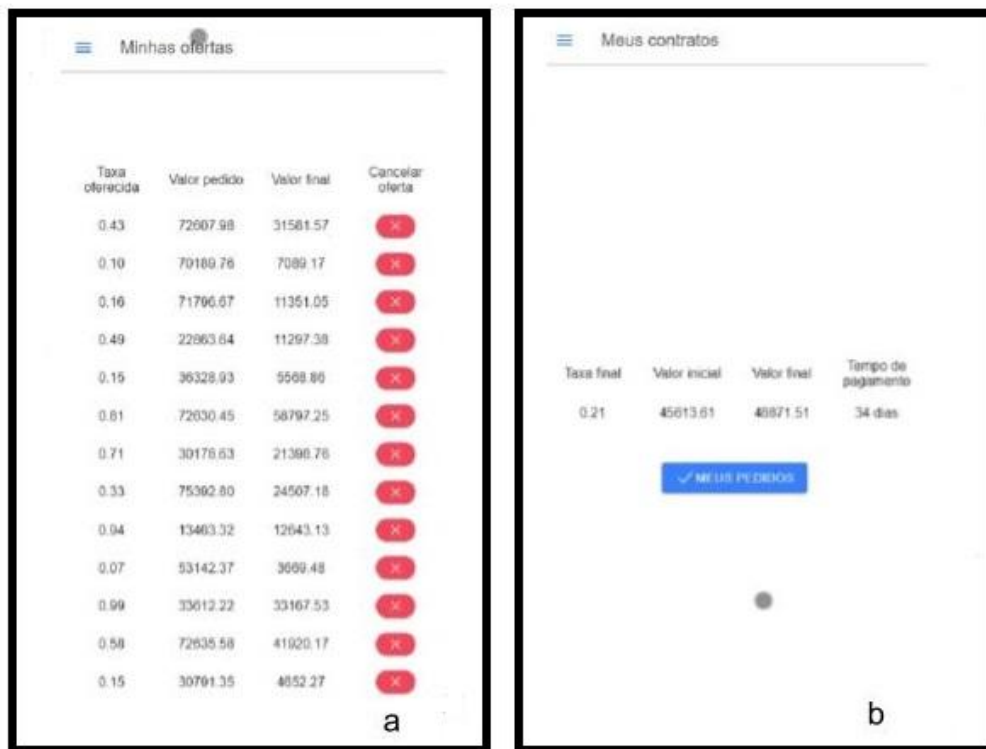 Minhas ofertas
Taxa oferecida Valor pedido Valor final Cancelar oferta
0.43 72607.98 31581.57
0.10 70189.76 7089.17
0.16 71796.67 11351.05
0.49 22863.64 11297.38
0.15 36328.93 5568.86
0.81 72630.45 58797.25
0.71 30178.63 21398.76
0.33 75392.80 24507.18
0.94 13463.32 12643.13
0.07 53142.37 3669.48
0.99 33612.22 33167.53
0.58 72635.58 41920.17
0.15 30791.35 4652.27
a
Meus contratos
Taxa final Valor inicial Valor final Tempo de pagamento
0.21 45613.61 46871.51 34 dias
MEUS PEDIDOS
b